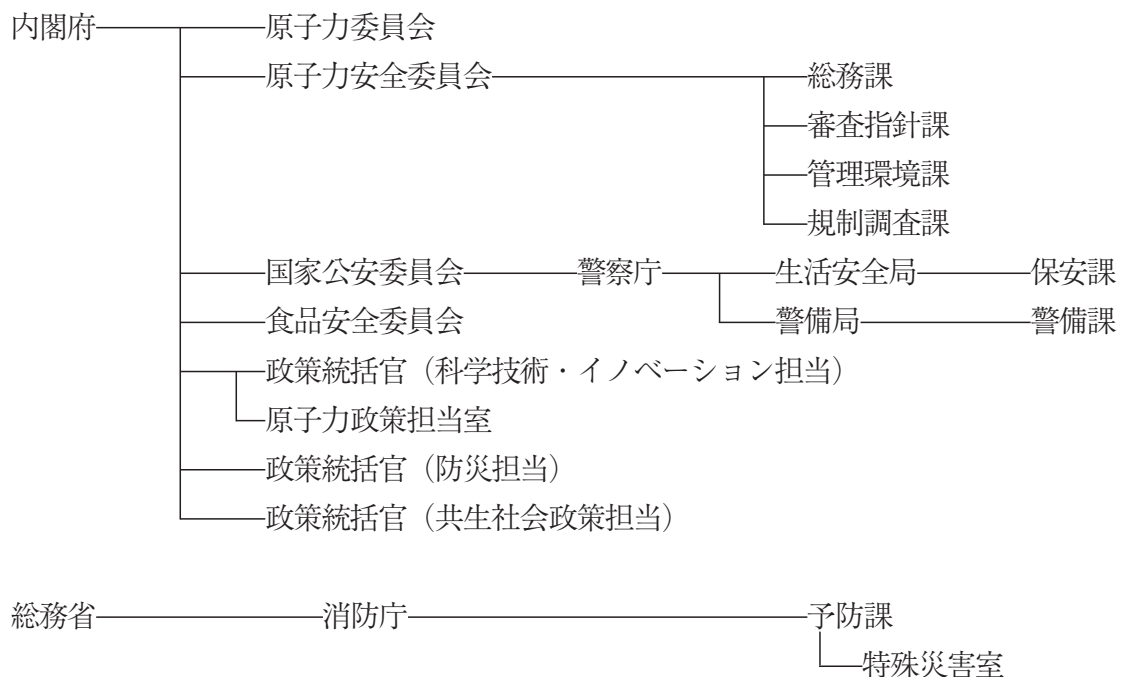 内閣府 原子力委員会
原子力安全委員会 総務課
審査指針課
管理環境課
規制調査課
国家公安委員会 警察庁 生活安全局 保安課
食品安全委員会 警備局 警備課
政策統括官（科学技術・イノベーション担当）
原子力政策担当室
政策統括官（防災担当）
政策統括官（共生社会政策担当）
総務省 消防庁 予防課
特殊災害室